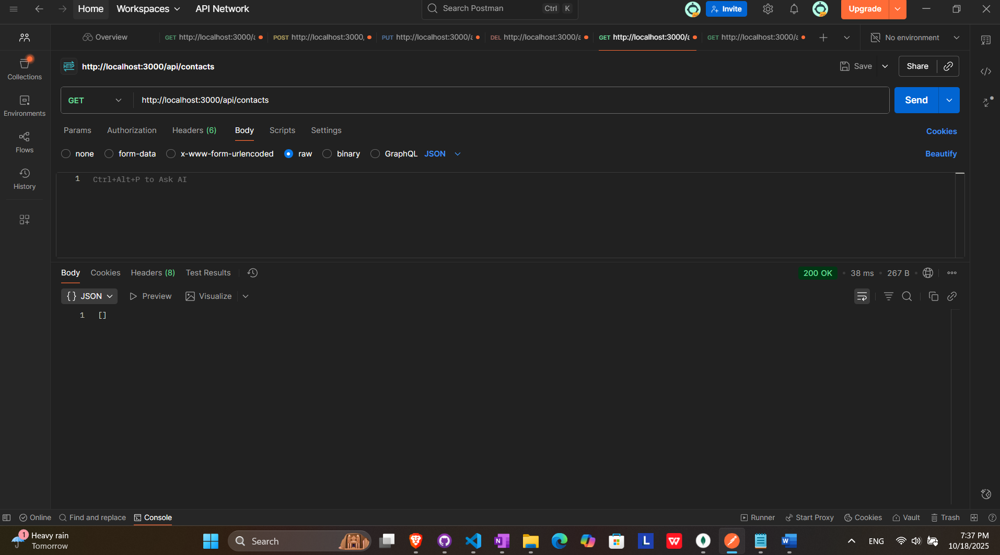 Home Workspaces API Network Search Postman Ctrl K Invite Upgrade
Overview GET http://localhost:3000/a POST http://localhost:3000, PUT http://localhost:3000/a DEL http://localhost:3000/a GET http://localhost:3000/a GET http://localhost:3000/a No environment
HTTP http://localhost:3000/api/contacts Save Share
Collections
GET http://localhost:3000/api/contacts Send
Environments
Params Authorization Headers (6) Body Scripts Settings Cookies
Flows
none form-data x-www-form-urlencoded raw binary GraphQL JSON Beautify
1 Ctrl+Alt+P to Ask AI
History
Body Cookies Headers (8) Test Results 200 OK • 38 ms • 267 B
{} JSON Preview Visualize
1 []
Online Find and replace Console Runner Start Proxy Cookies Vault Trash
1 Heavy rain
Tomorrow
Search
ENG
7:37 PM
10/18/2025